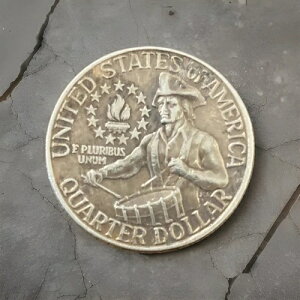 UNITED STATES OF AMERICA
E PLURIBUS
UNUM
QUARTER DOLLAR